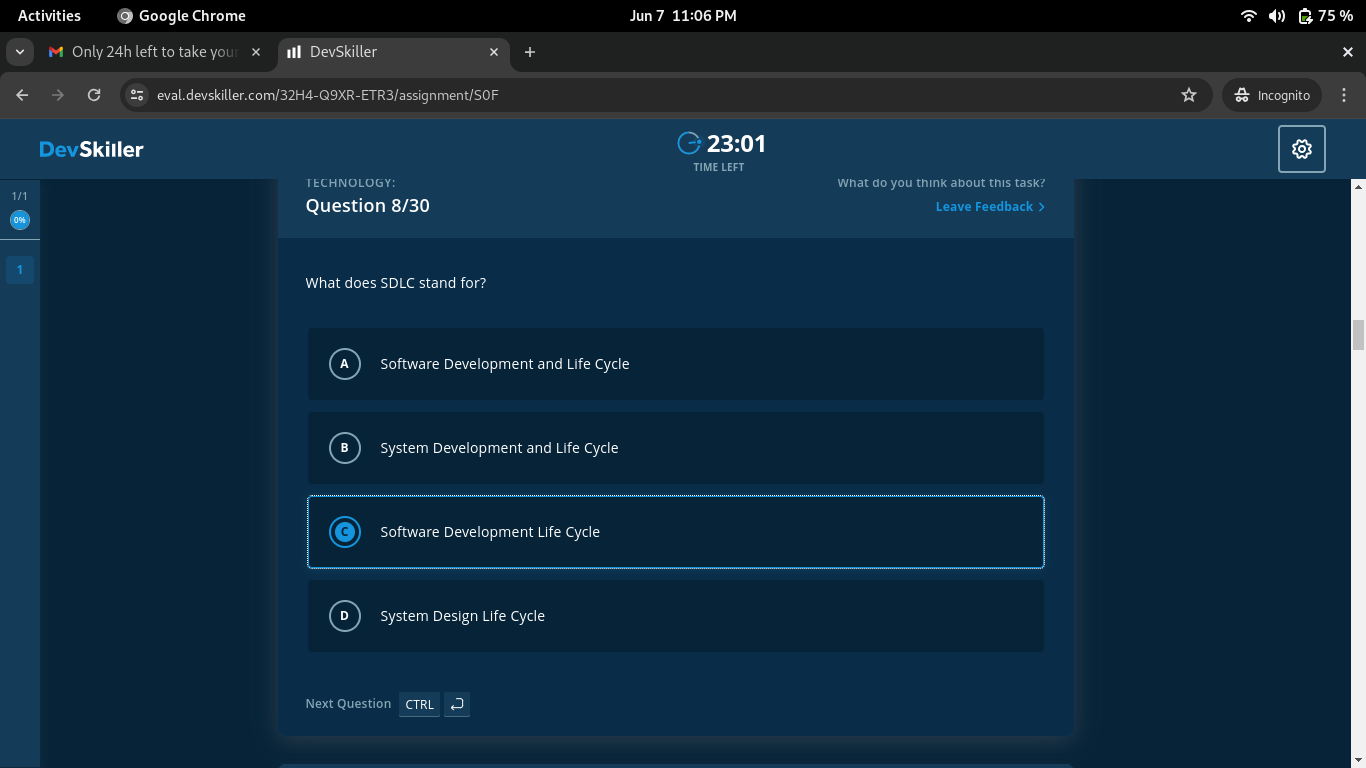 Activities Google Chrome Jun 7 11:06 PM 75 %
Only 24h left to take your DevSkiller
eval.devskiller.com/32H4-Q9XR-ETR3/assignment/S0F Incognito
DevSkiller 23:01
TIME LEFT
1/1
0%
1
TECHNOLOGY: What do you think about this task?
Question 8/30 Leave Feedback
What does SDLC stand for?
A Software Development and Life Cycle
B System Development and Life Cycle
C Software Development Life Cycle
D System Design Life Cycle
Next Question CTRL